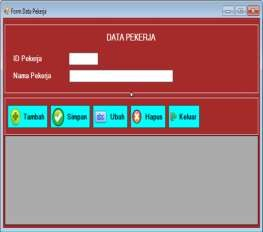 Form Data Pekerja
DATA PEKERJA
ID Pekerja
Nama Pekerja
Tambah Simpan Ubah Hapus Keluar